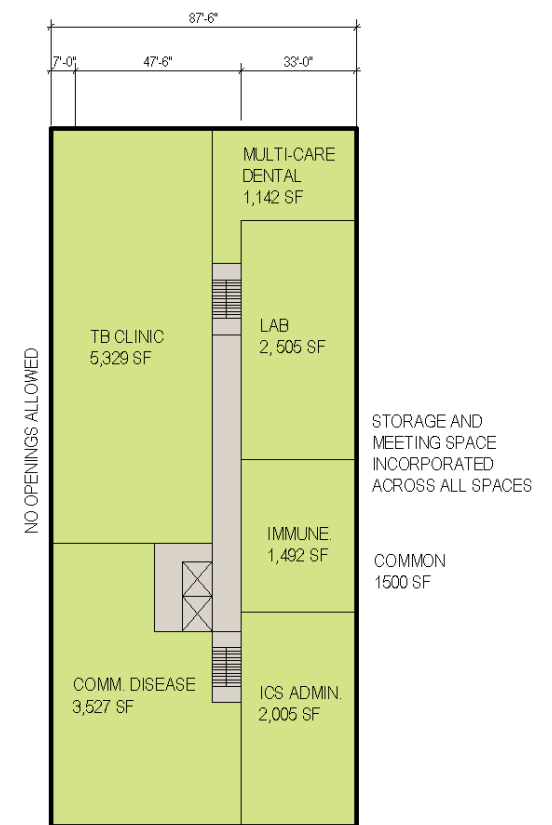 87'-6"
7'-0"
47'-6"
33'-0"
MULTI-CARE
DENTAL
1,142 SF
TB CLINIC
5,329 SF
LAB
2, 505 SF
NO OPENINGS ALLOWED
STORAGE AND
MEETING SPACE
INCORPORATED
ACROSS ALL SPACES
IMMUNE.
1,492 SF
COMMON
1500 SF
COMM. DISEASE
3,527 SF
ICS ADMIN.
2,005 SF